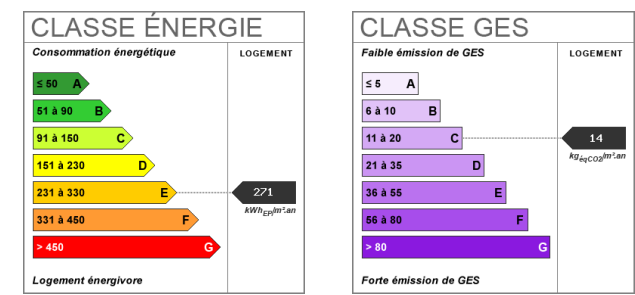 CLASSE ÉNERGIE
Consommation énergétique
LOGEMENT
≤ 50 A
51 à 90 B
91 à 150 C
151 à 230 D
231 à 330 E
271
kWhEP/m².an
331 à 450 F
> 450 G
Logement énergivore
CLASSE GES
Faible émission de GES
LOGEMENT
≤ 5 A
6 à 10 B
11 à 20 C
14
kgéqCO2/m².an
21 à 35 D
36 à 55 E
56 à 80 F
> 80 G
Forte émission de GES